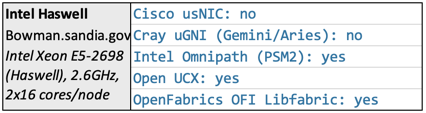 Intel Haswell
Bowman.sandia.gov
Intel Xeon E5-2698
(Haswell), 2.6GHz,
2x16 cores/node
Cisco usNIC: no
Cray uGNI (Gemini/Aries): no
Intel Omnipath (PSM2): yes
Open UCX: yes
OpenFabrics OFI Libfabric: yes